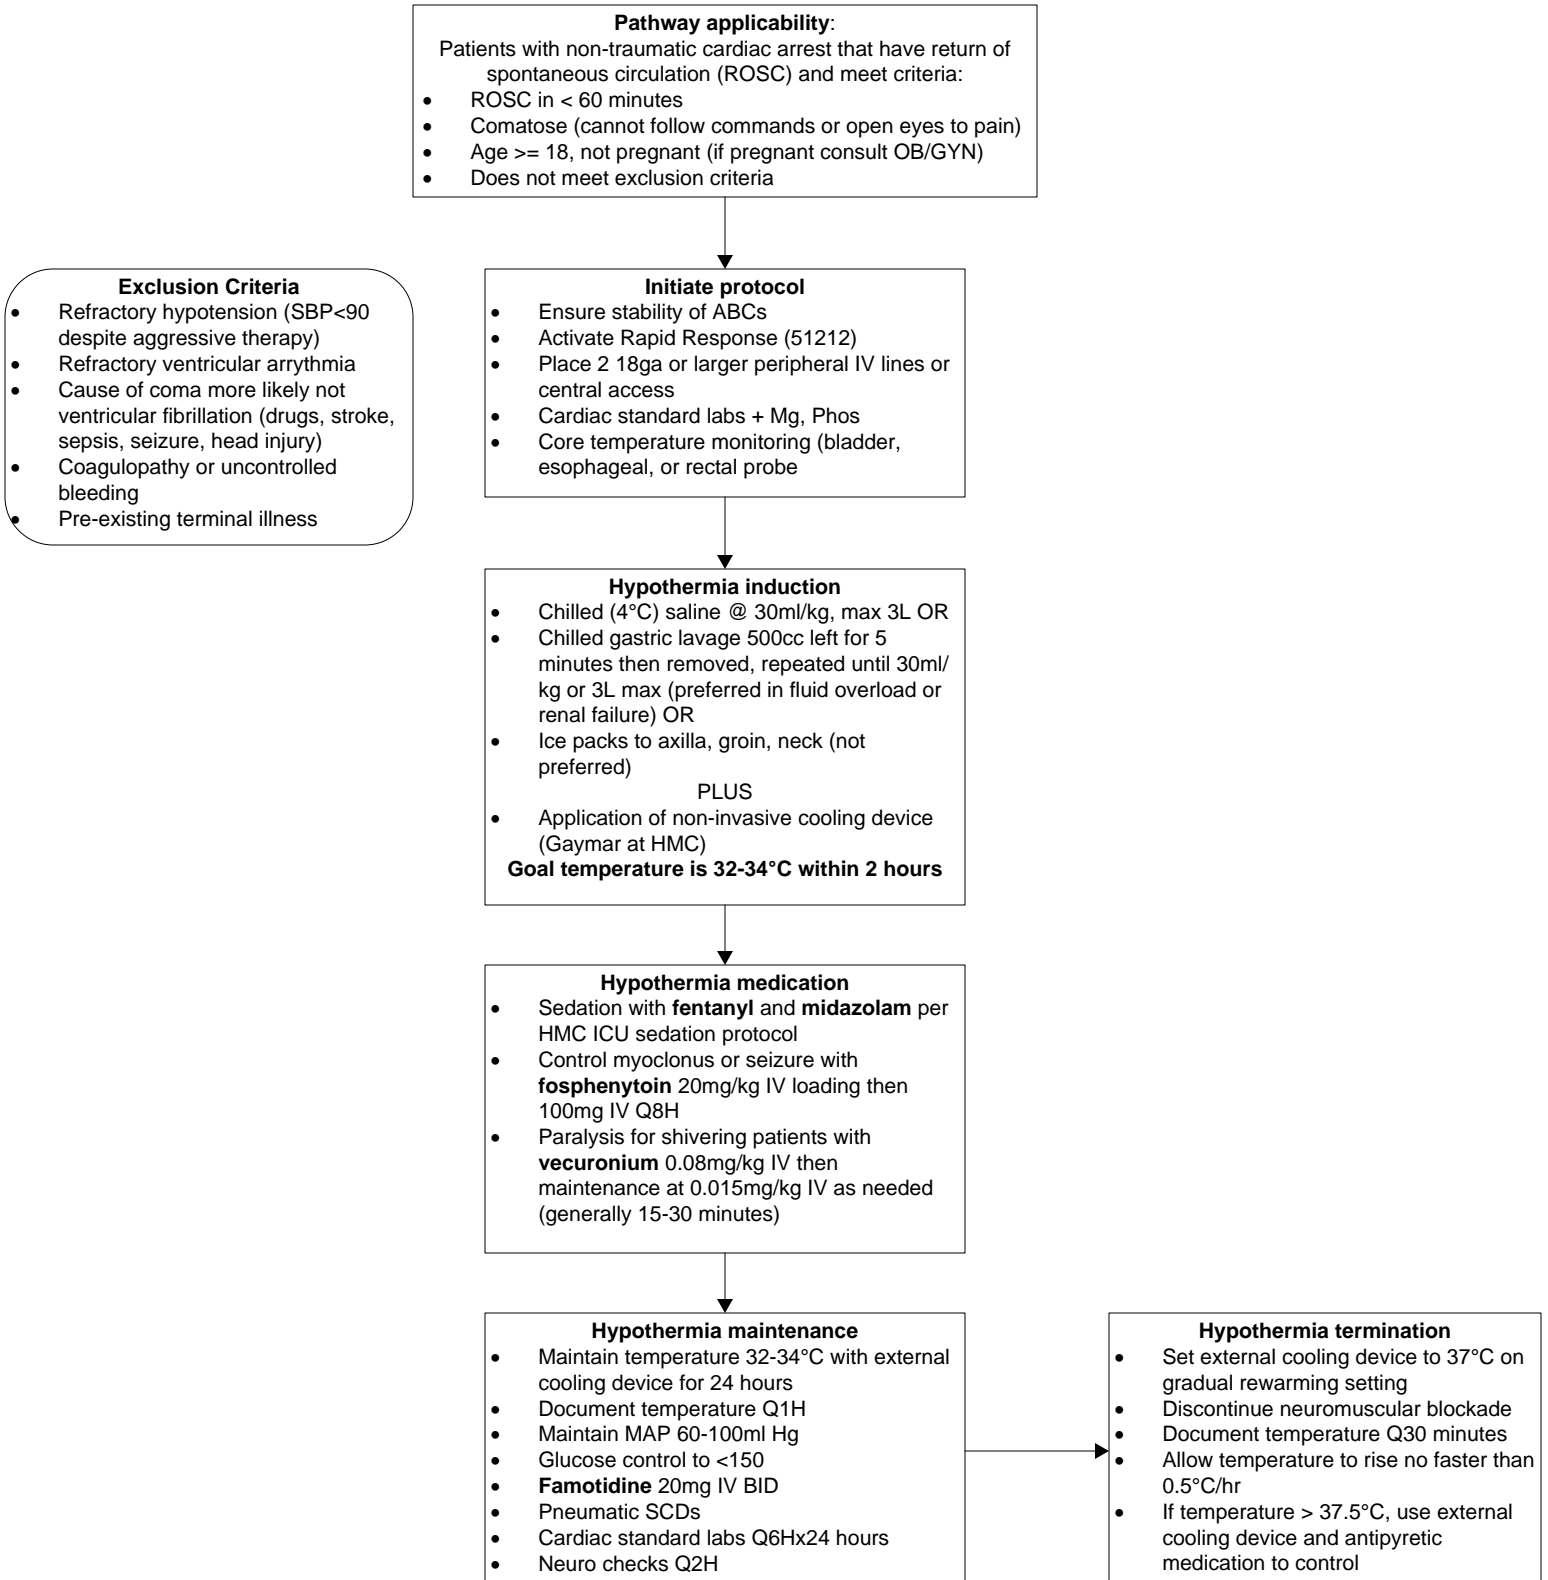 Pathway applicability:
Patients with non-traumatic cardiac arrest that have return of
spontaneous circulation (ROSC) and meet criteria:
• ROSC in < 60 minutes
• Comatose (cannot follow commands or open eyes to pain)
• Age >= 18, not pregnant (if pregnant consult OB/GYN)
• Does not meet exclusion criteria
Exclusion Criteria
• Refractory hypotension (SBP<90
despite aggressive therapy)
• Refractory ventricular arrythmia
• Cause of coma more likely not
ventricular fibrillation (drugs, stroke,
sepsis, seizure, head injury)
• Coagulopathy or uncontrolled
bleeding
• Pre-existing terminal illness
Initiate protocol
• Ensure stability of ABCs
• Activate Rapid Response (51212)
• Place 2 18ga or larger peripheral IV lines or
central access
• Cardiac standard labs + Mg, Phos
• Core temperature monitoring (bladder,
esophageal, or rectal probe
Hypothermia induction
• Chilled (4°C) saline @ 30ml/kg, max 3L OR
• Chilled gastric lavage 500cc left for 5
minutes then removed, repeated until 30ml/
kg or 3L max (preferred in fluid overload or
renal failure) OR
• Ice packs to axilla, groin, neck (not
preferred)
PLUS
• Application of non-invasive cooling device
(Gaymar at HMC)
Goal temperature is 32-34°C within 2 hours
Hypothermia medication
• Sedation with fentanyl and midazolam per
HMC ICU sedation protocol
• Control myoclonus or seizure with
fosphenytoin 20mg/kg IV loading then
100mg IV Q8H
• Paralysis for shivering patients with
vecuronium 0.08mg/kg IV then
maintenance at 0.015mg/kg IV as needed
(generally 15-30 minutes)
Hypothermia maintenance
• Maintain temperature 32-34°C with external
cooling device for 24 hours
• Document temperature Q1H
• Maintain MAP 60-100ml Hg
• Glucose control to <150
• Famotidine 20mg IV BID
• Pneumatic SCDs
• Cardiac standard labs Q6Hx24 hours
• Neuro checks Q2H
Hypothermia termination
• Set external cooling device to 37°C on
gradual rewarming setting
• Discontinue neuromuscular blockade
• Document temperature Q30 minutes
• Allow temperature to rise no faster than
0.5°C/hr
• If temperature > 37.5°C, use external
cooling device and antipyretic
medication to control